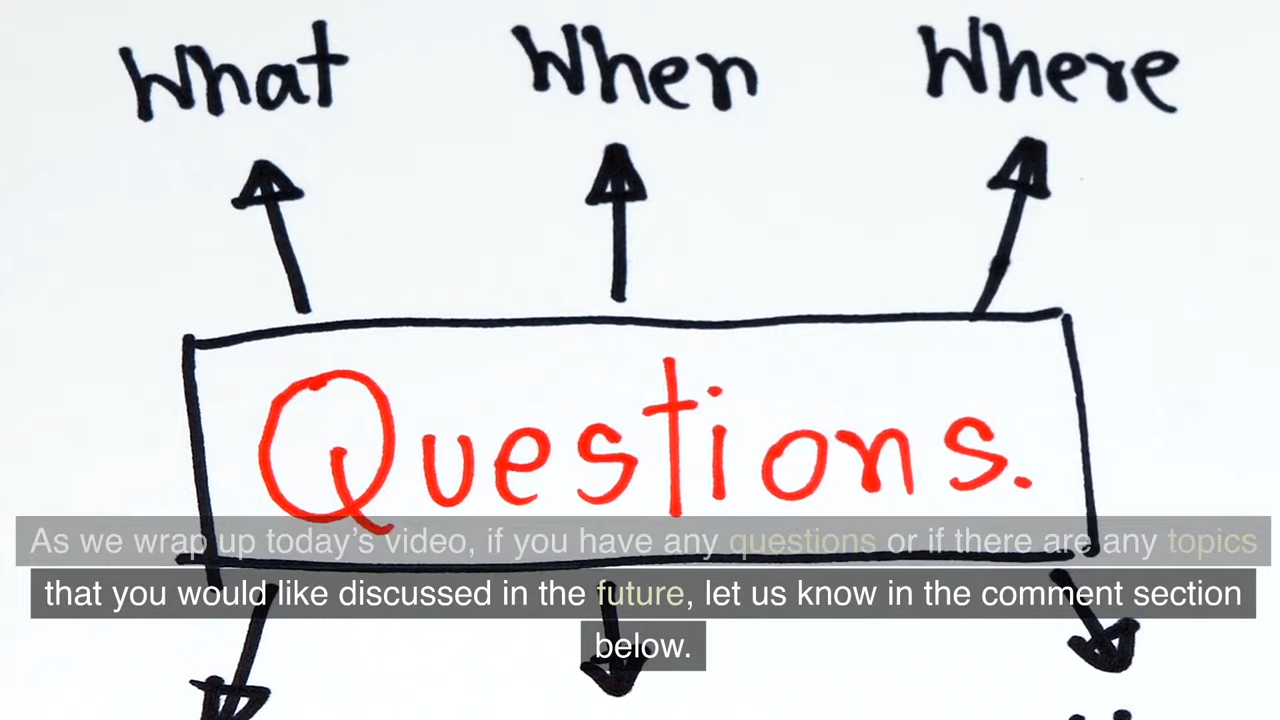 What When Where
Questions.
As we wrap up today's video, if you have any questions or if there are any topics
that you would like discussed in the future, let us know in the comment section
below.